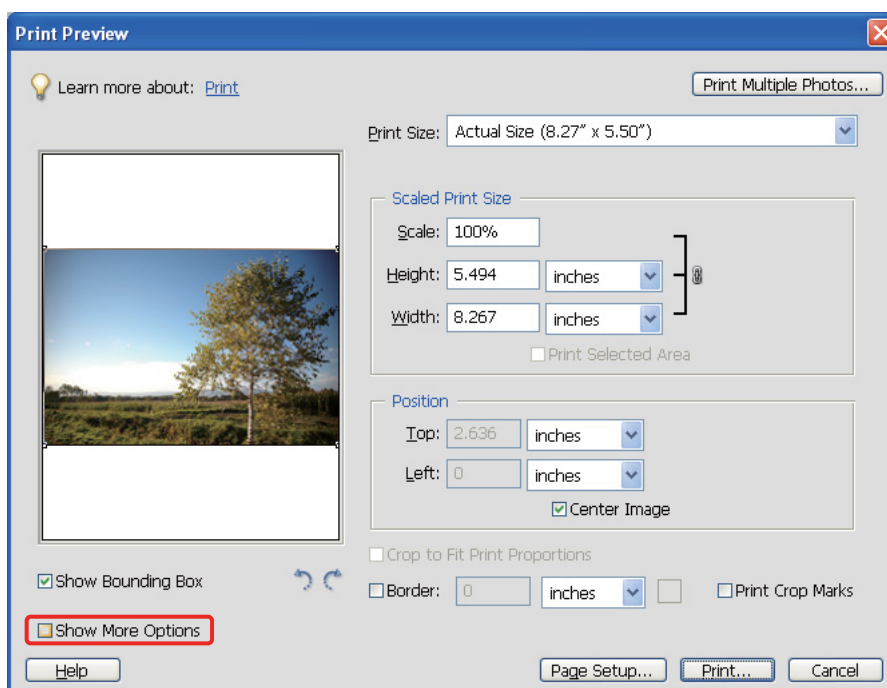 Print Preview
Learn more about: Print
Print Multiple Photos...
Print Size: Actual Size (8.27" x 5.50")
Scaled Print Size
Scale: 100%
Height: 5.494 inches
Width: 8.267 inches
Print Selected Area
Position
Top: 2.636 inches
Left: 0 inches
Center Image
Crop to Fit Print Proportions
Show Bounding Box
Border: 0 inches Print Crop Marks
Show More Options
Help Page Setup... Print... Cancel